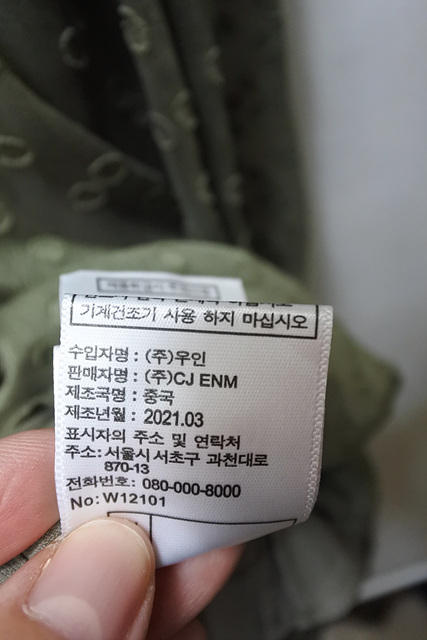 기계건조기 사용 하지 마십시오
수입자명 : (주)우인
판매자명 : (주)CJ ENM
제조국명 : 중국
제조년월 : 2021.03
표시자의 주소 및 연락처
주소: 서울시 서초구 과천대로
870-13
전화번호: 080-000-8000
No: W12101